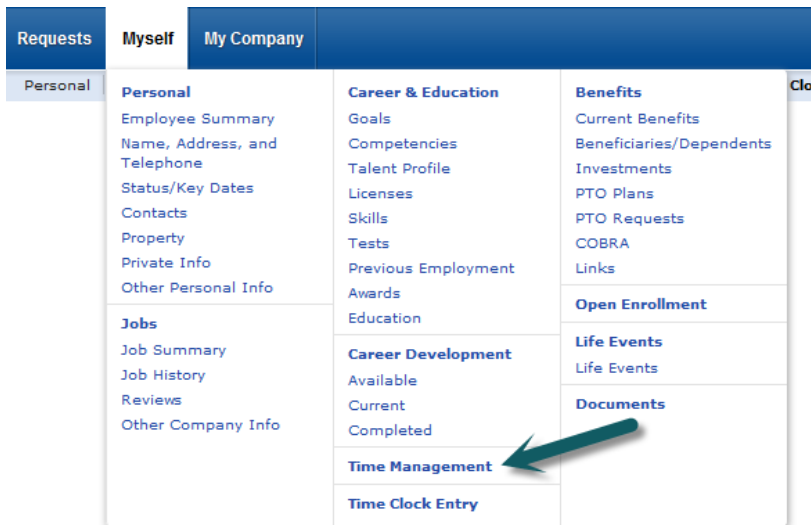 Requests Myself My Company
Personal
Personal
Employee Summary
Name, Address, and
Telephone
Status/Key Dates
Contacts
Property
Private Info
Other Personal Info
Jobs
Job Summary
Job History
Reviews
Other Company Info
Career & Education
Goals
Competencies
Talent Profile
Licenses
Skills
Tests
Previous Employment
Awards
Education
Career Development
Available
Current
Completed
Time Management
Time Clock Entry
Benefits
Current Benefits
Beneficiaries/Dependents
Investments
PTO Plans
PTO Requests
COBRA
Links
Open Enrollment
Life Events
Life Events
Documents